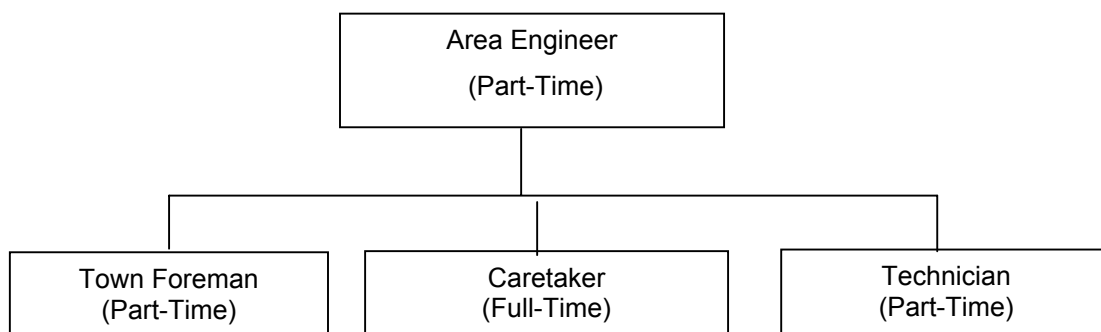 Area Engineer
(Part-Time)
Town Foreman
(Part-Time)
Caretaker
(Full-Time)
Technician
(Part-Time)